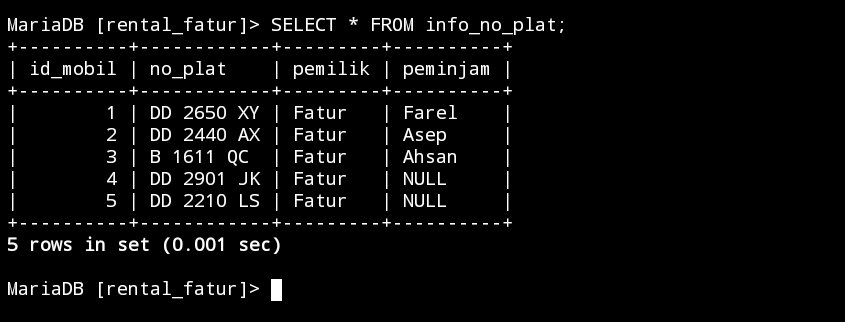 MariaDB [rental_fatur]> SELECT * FROM info_no_plat;
+----------+------------+---------+----------+
| id_mobil | no_plat    | pemilik | peminjam |
+----------+------------+---------+----------+
|        1 | DD 2650 XY | Fatur   | Farel    |
|        2 | DD 2440 AX | Fatur   | Asep     |
|        3 | B 1611 QC  | Fatur   | Ahsan    |
|        4 | DD 2901 JK | Fatur   | NULL     |
|        5 | DD 2210 LS | Fatur   | NULL     |
+----------+------------+---------+----------+
5 rows in set (0.001 sec)
MariaDB [rental_fatur]>